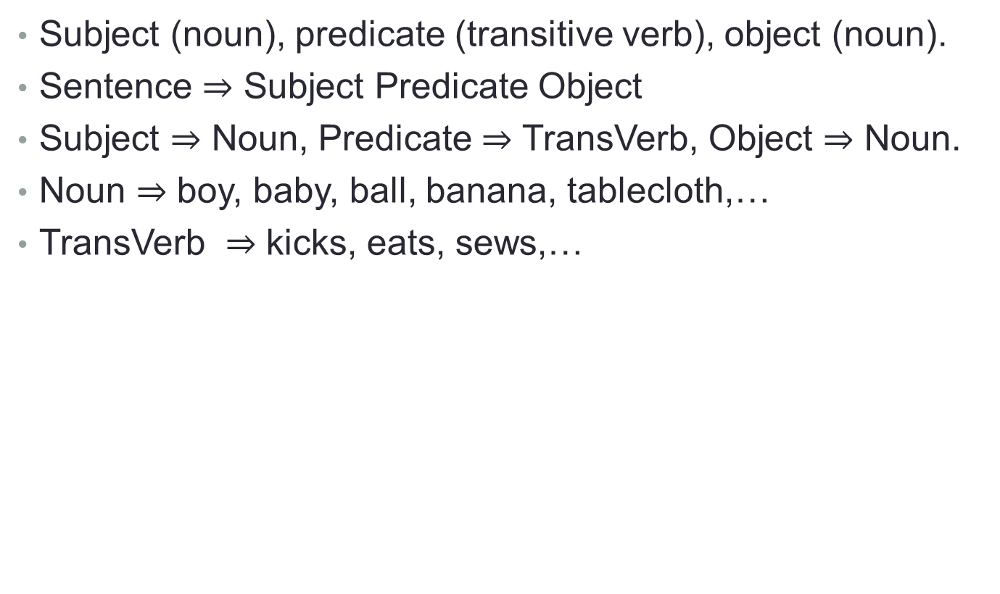 • Subject (noun), predicate (transitive verb), object (noun).
• Sentence ⇒ Subject Predicate Object
• Subject ⇒ Noun, Predicate ⇒ TransVerb, Object ⇒ Noun.
• Noun ⇒ boy, baby, ball, banana, tablecloth,…
• TransVerb ⇒ kicks, eats, sews,…